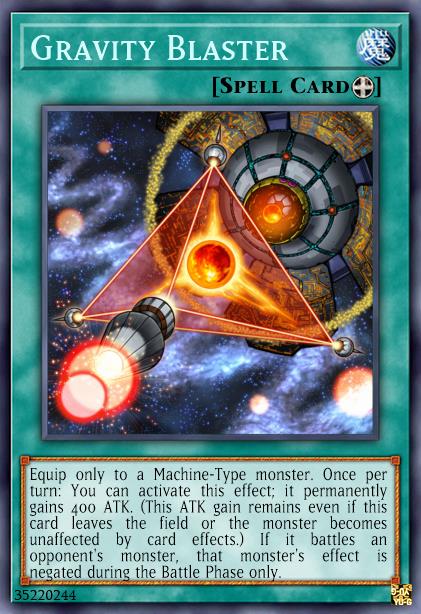 Gravity Blaster
魔
[Spell Card]
Equip only to a Machine-Type monster. Once per
turn: You can activate this effect; it permanently
gains 400 ATK. (This ATK gain remains even if this
card leaves the field or the monster becomes
unaffected by card effects.) If it battles an
opponent's monster, that monster's effect is
negated during the Battle Phase only.
35220244